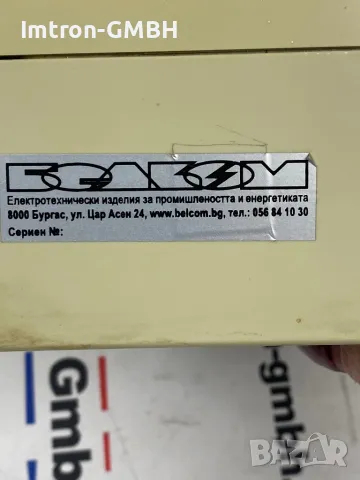 Imtron-GMBH
БЕЛКОМ
Електротехнически изделия за промишлеността и енергетиката
8000 Бургас, ул. Цар Асен 24, www.belcom.bg, тел.: 056 84 10 30
Сериен №:
Gmb
Gmb
BAZAR